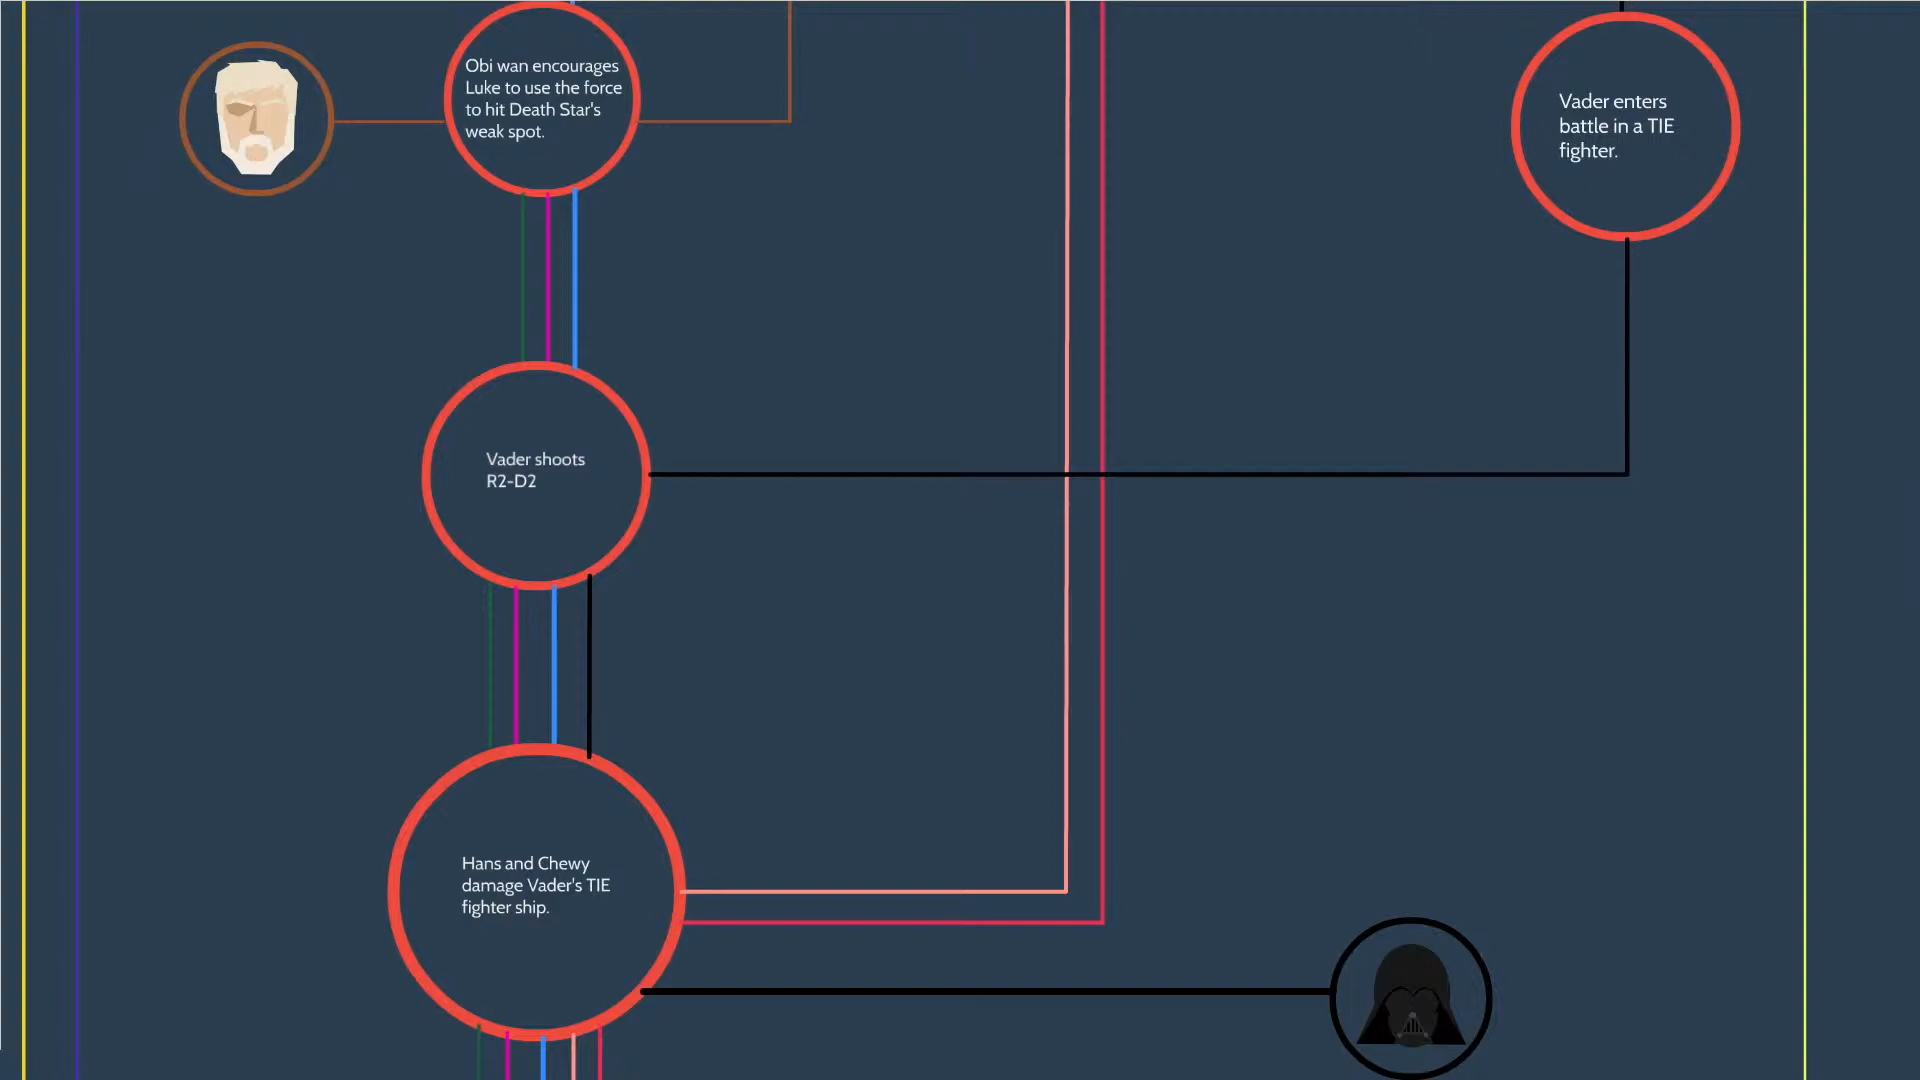 Obi wan encourages
Luke to use the force
to hit Death Star's
weak spot.
Vader enters
battle in a TIE
fighter.
Vader shoots
R2-D2
Hans and Chewy
damage Vader's TIE
fighter ship.